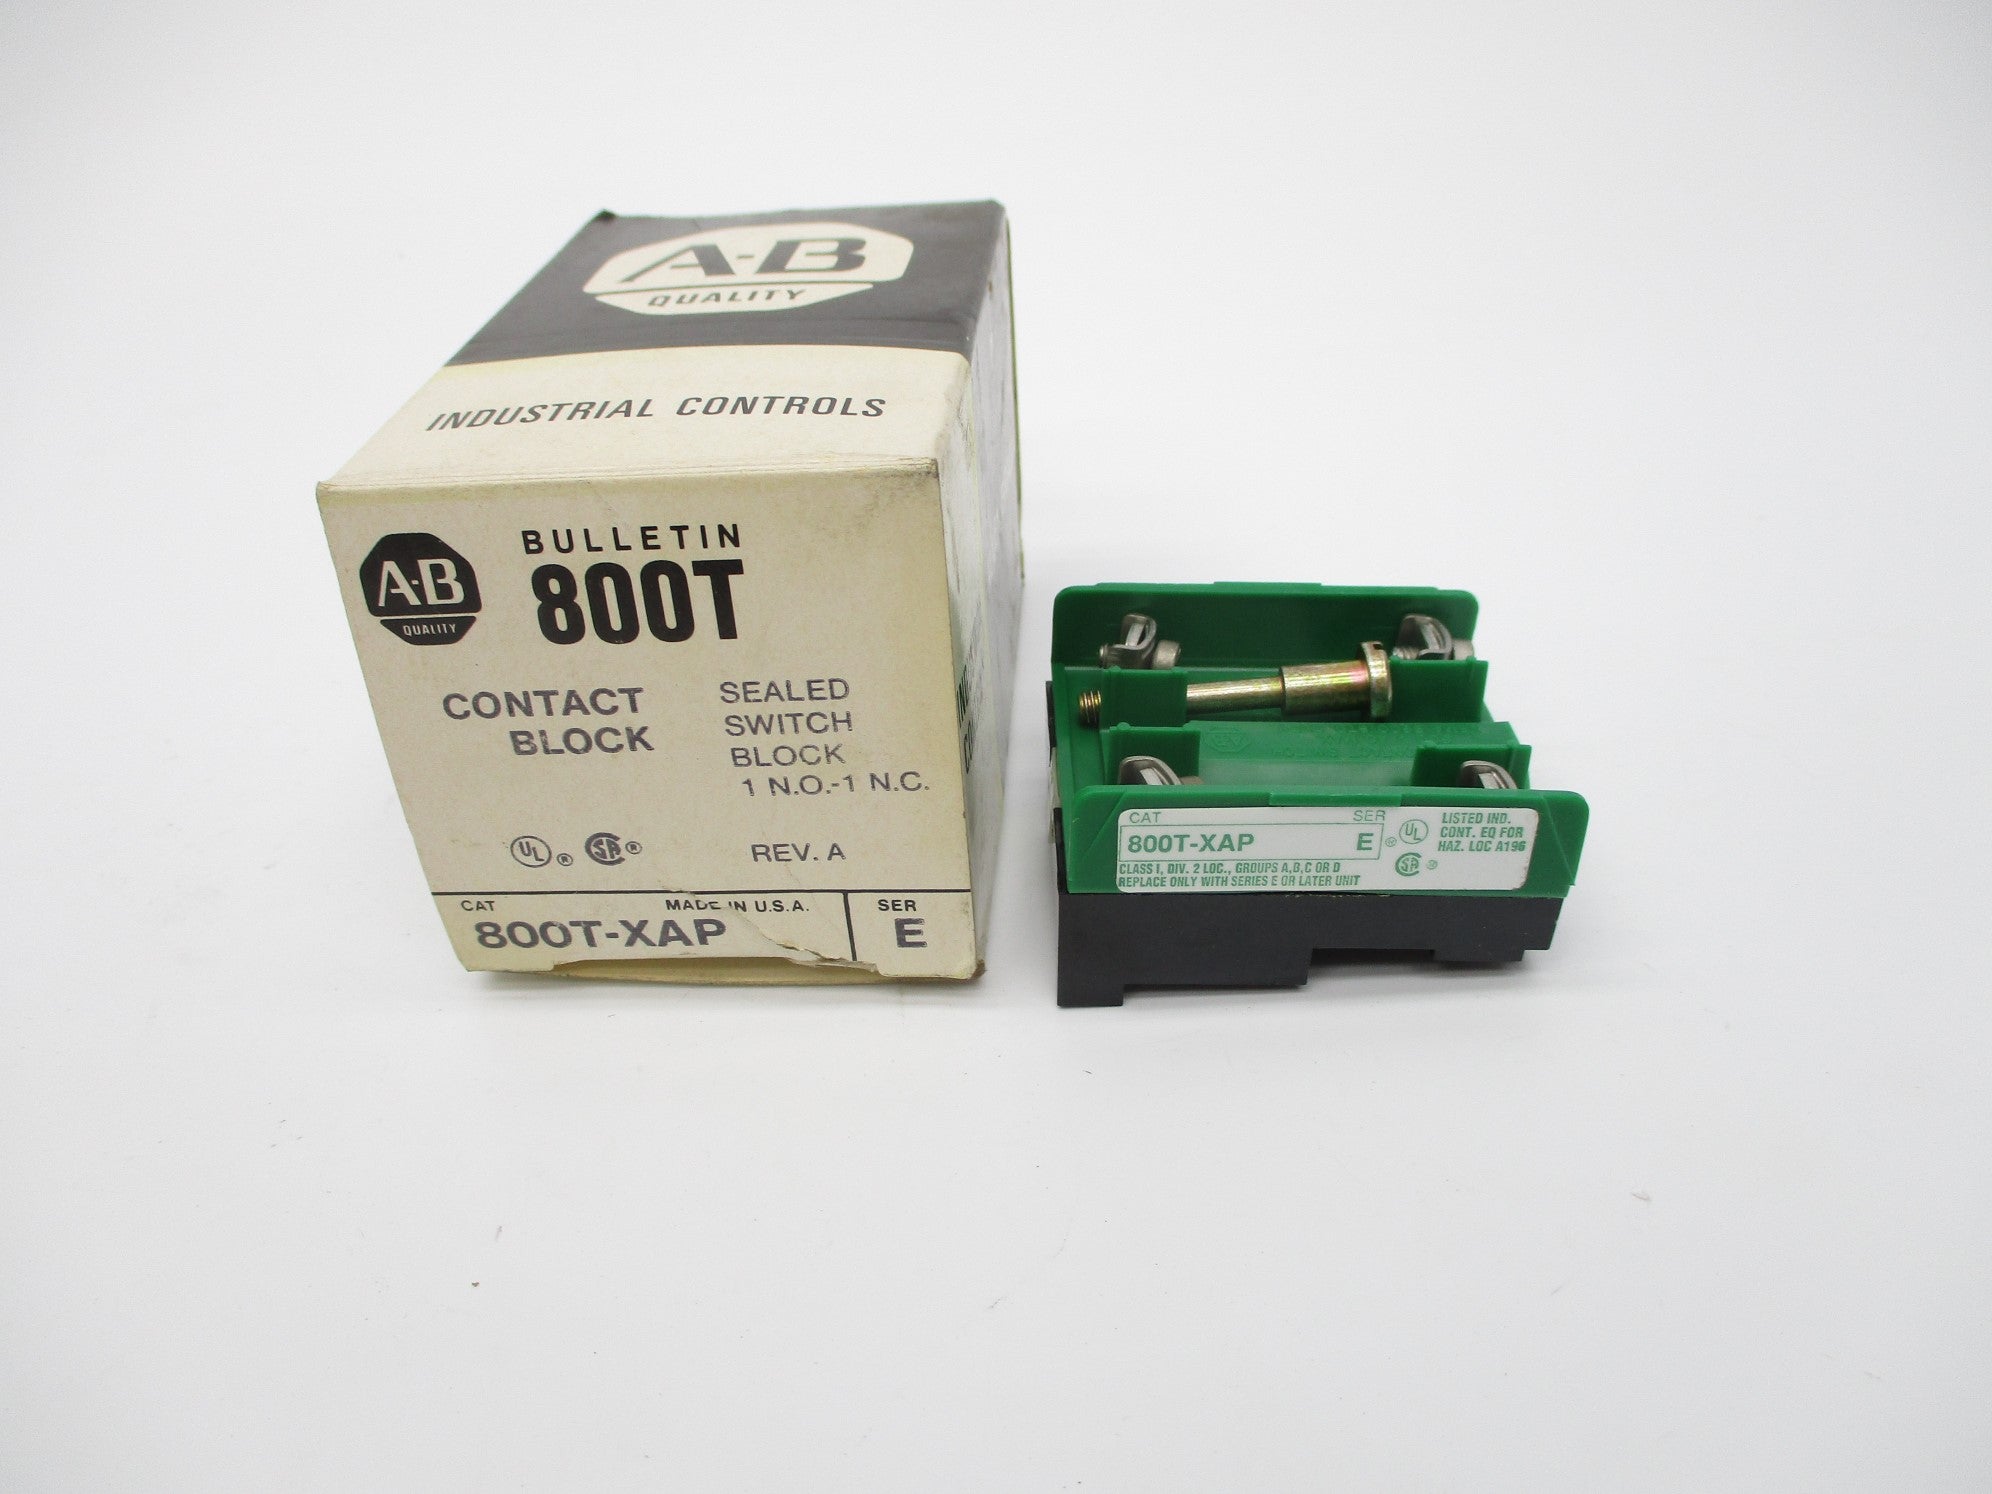 A-B
QUALITY
INDUSTRIAL CONTROLS
A-B
QUALITY
BULLETIN
800T
CONTACT
BLOCK
SEALED
SWITCH
BLOCK
1 N.O.-1 N.C.
UL ® SA ®
REV. A
CAT
MADE IN U.S.A.
SER
800T-XAP
E
CAT
SER
800T-XAP
E
® UL
SA ®
LISTED IND.
CONT. EQ FOR
HAZ. LOC A196
CLASS I, DIV. 2 LOC., GROUPS A,B,C OR D
REPLACE ONLY WITH SERIES E OR LATER UNIT